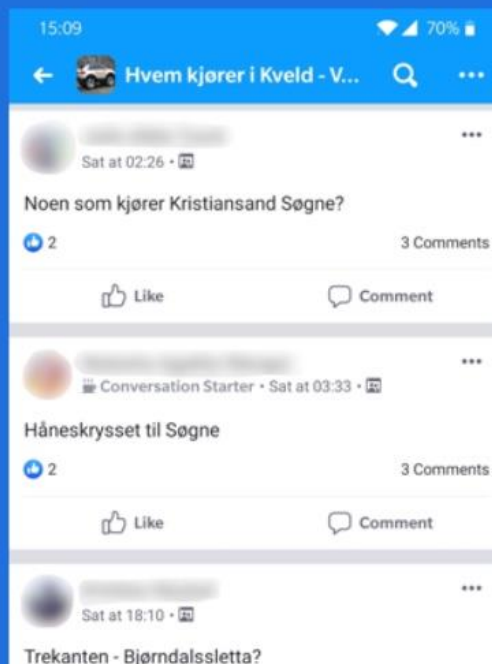 15:09
70%
Hvem kjører i Kveld - V...
Sat at 02:26
Noen som kjører Kristiansand Søgne?
2
3 Comments
Like
Comment
Conversation Starter • Sat at 03:33
Håneskrysset til Søgne
2
3 Comments
Like
Comment
Sat at 18:10
Trekanten - Bjørndalssletta?